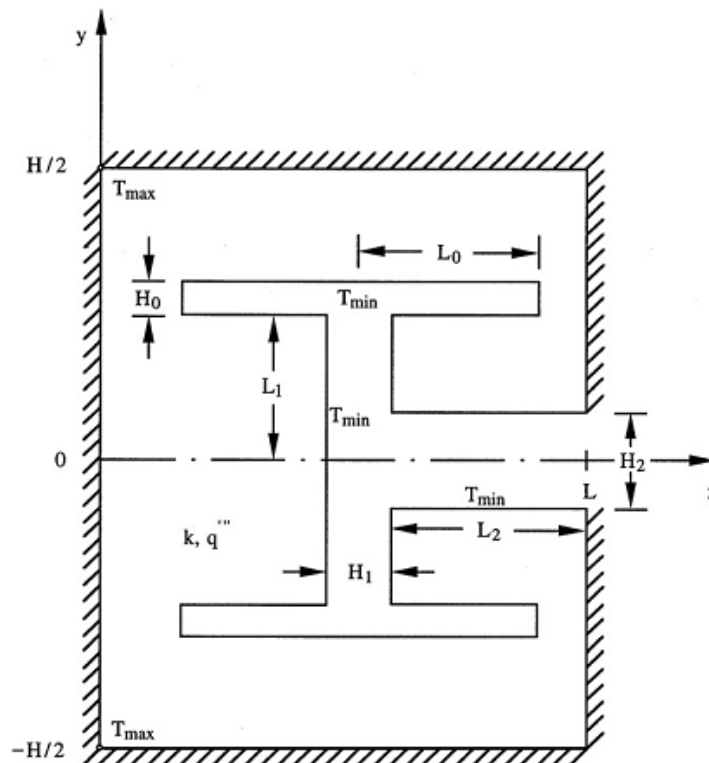 y
H/2
T_max
L_0
H_0
T_min
L_1
T_min
0
H_2
L
T_min
k, q'''
L_2
H_1
T_max
−H/2